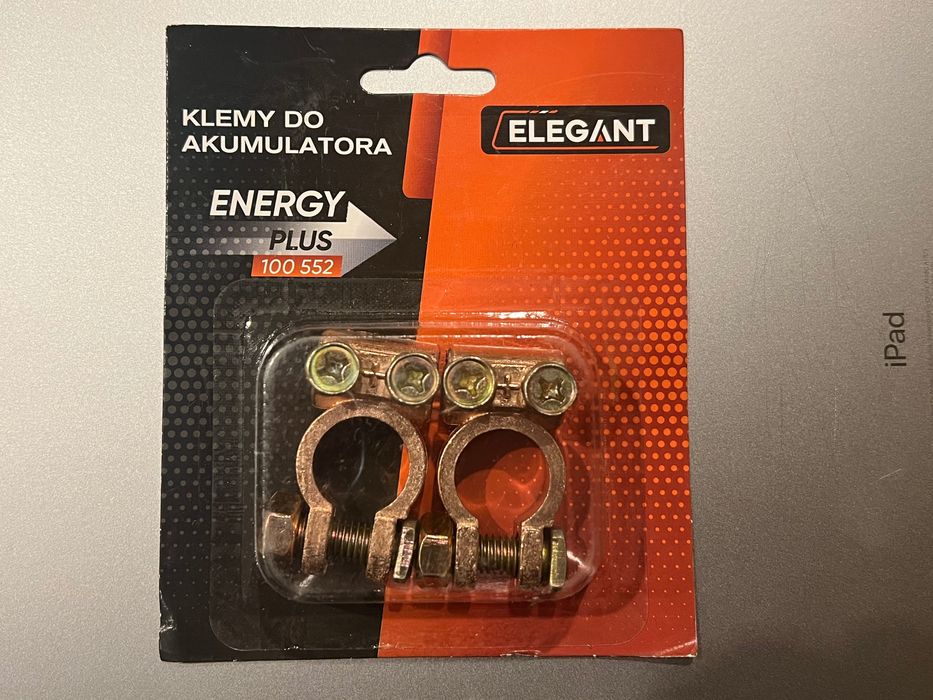 KLEMY DO
AKUMULATORA
ELEGANT
ENERGY
PLUS
100 552
+ +
iPad